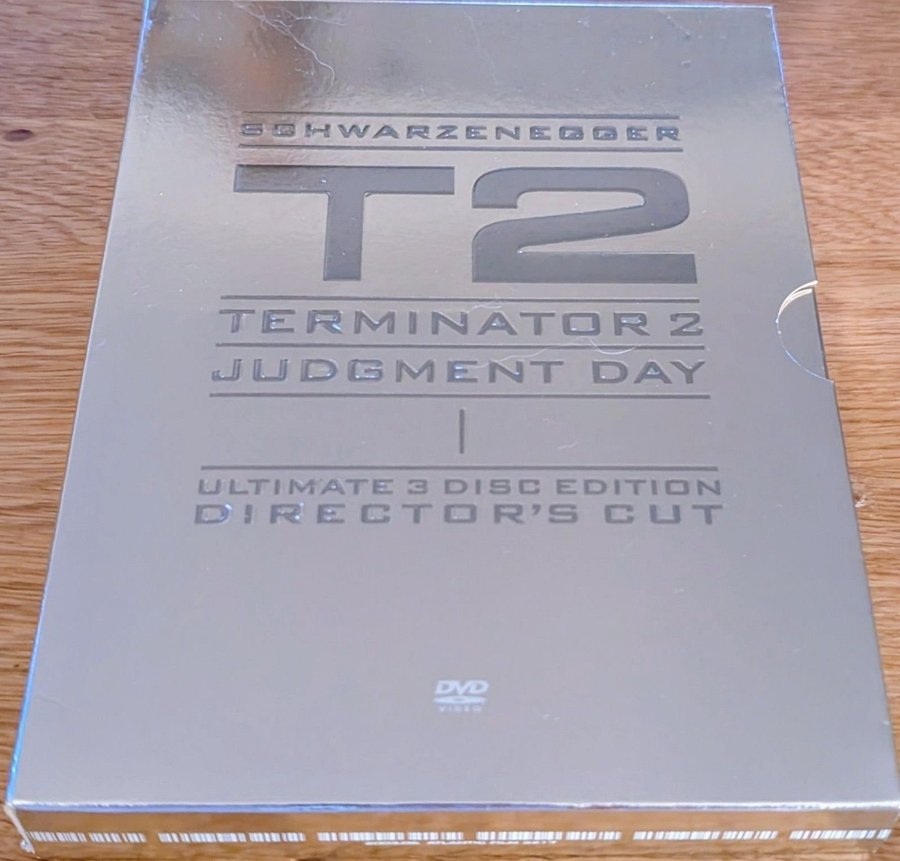 SCHWARZENEGGER
T2
TERMINATOR 2
JUDGMENT DAY
ULTIMATE 3 DISC EDITION
DIRECTOR'S CUT
DVD
VIDEO